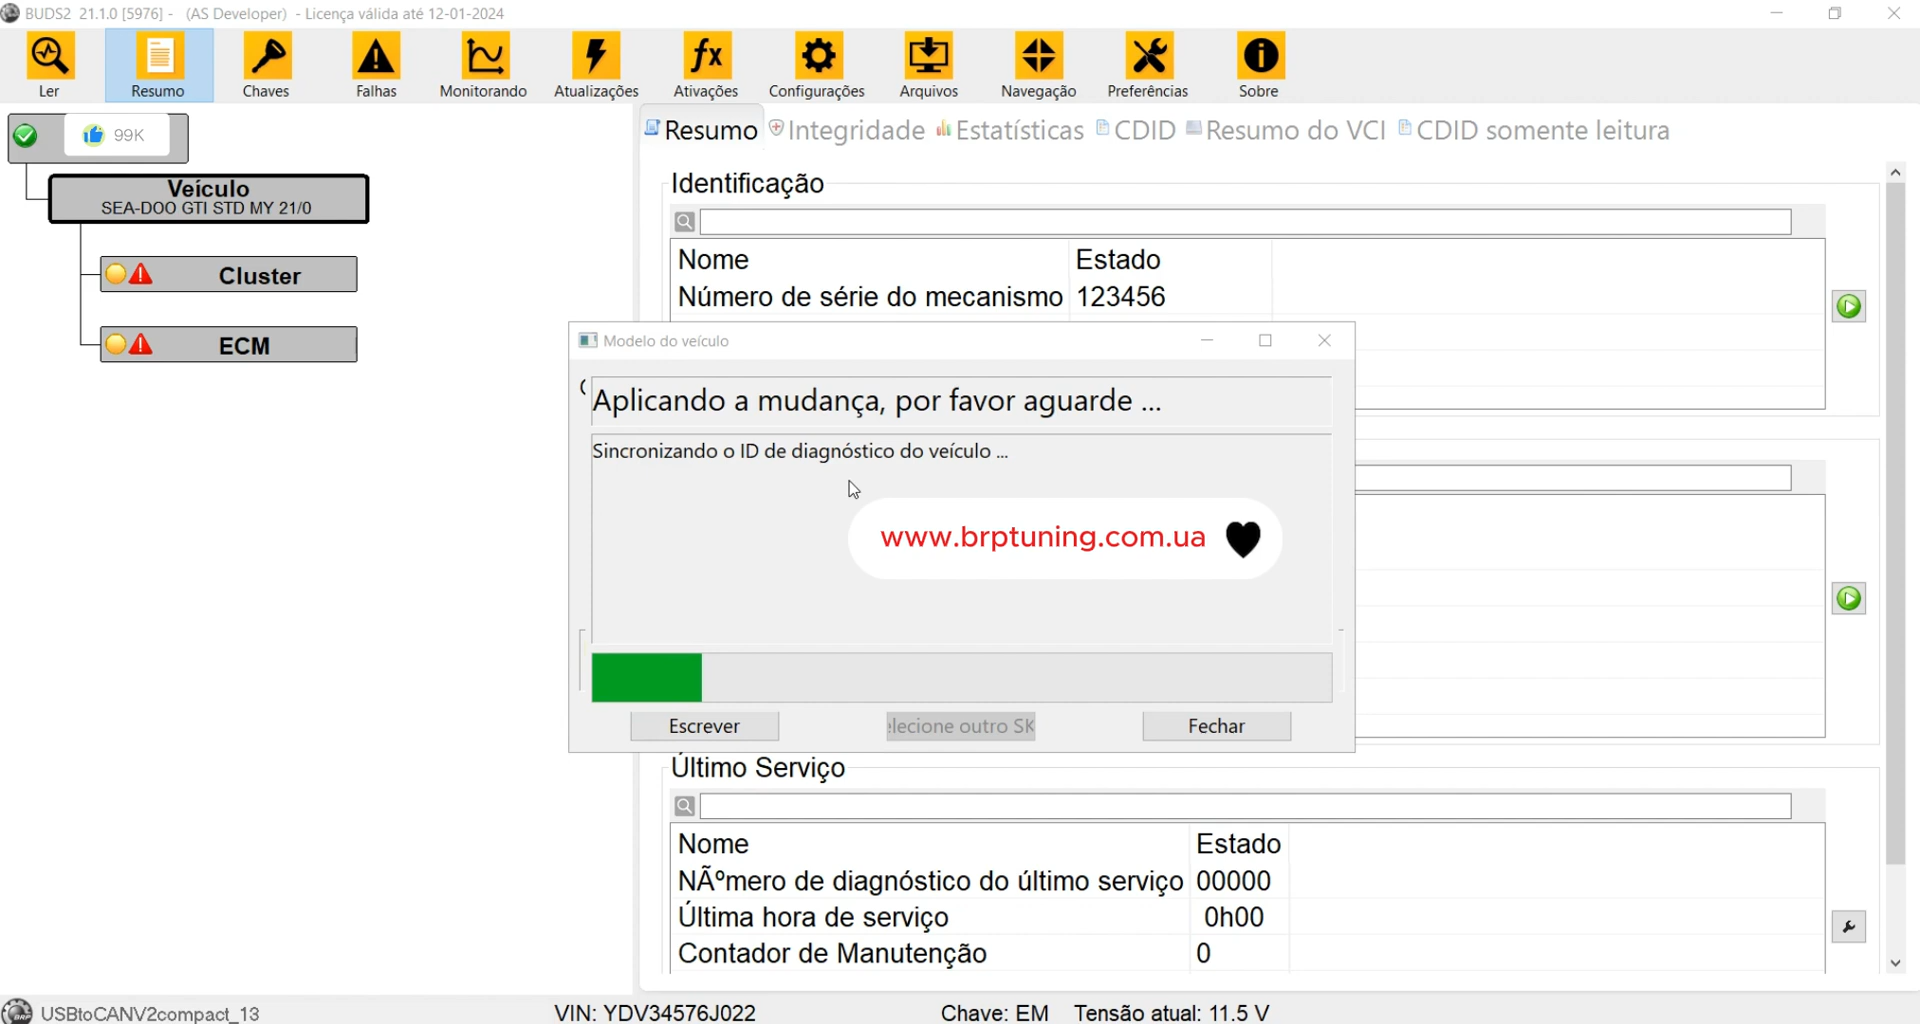 BUDS2 21.1.0 [5976] - (AS Developer) - Licença válida até 12-01-2024
Ler
Resumo
Chaves
Falhas
Monitorando
Atualizações
fx
Ativações
Configurações
Arquivos
Navegação
Preferências
Sobre
99K
Veículo
SEA-DOO GTI STD MY 21/0
Cluster
ECM
Resumo Integridade Estatísticas CDID Resumo do VCI CDID somente leitura
Identificação
Nome Estado
Número de série do mecanismo 123456
Modelo do veículo
Aplicando a mudança, por favor aguarde ...
Sincronizando o ID de diagnóstico do veículo ...
www.brptuning.com.ua
Escrever
lecione outro SK
Fechar
Último Serviço
Nome Estado
NÃºmero de diagnóstico do último serviço 00000
Última hora de serviço 0h00
Contador de Manutenção 0
BRP
USBtoCANV2compact_13
VIN: YDV34576J022
Chave: EM
Tensão atual: 11.5 V